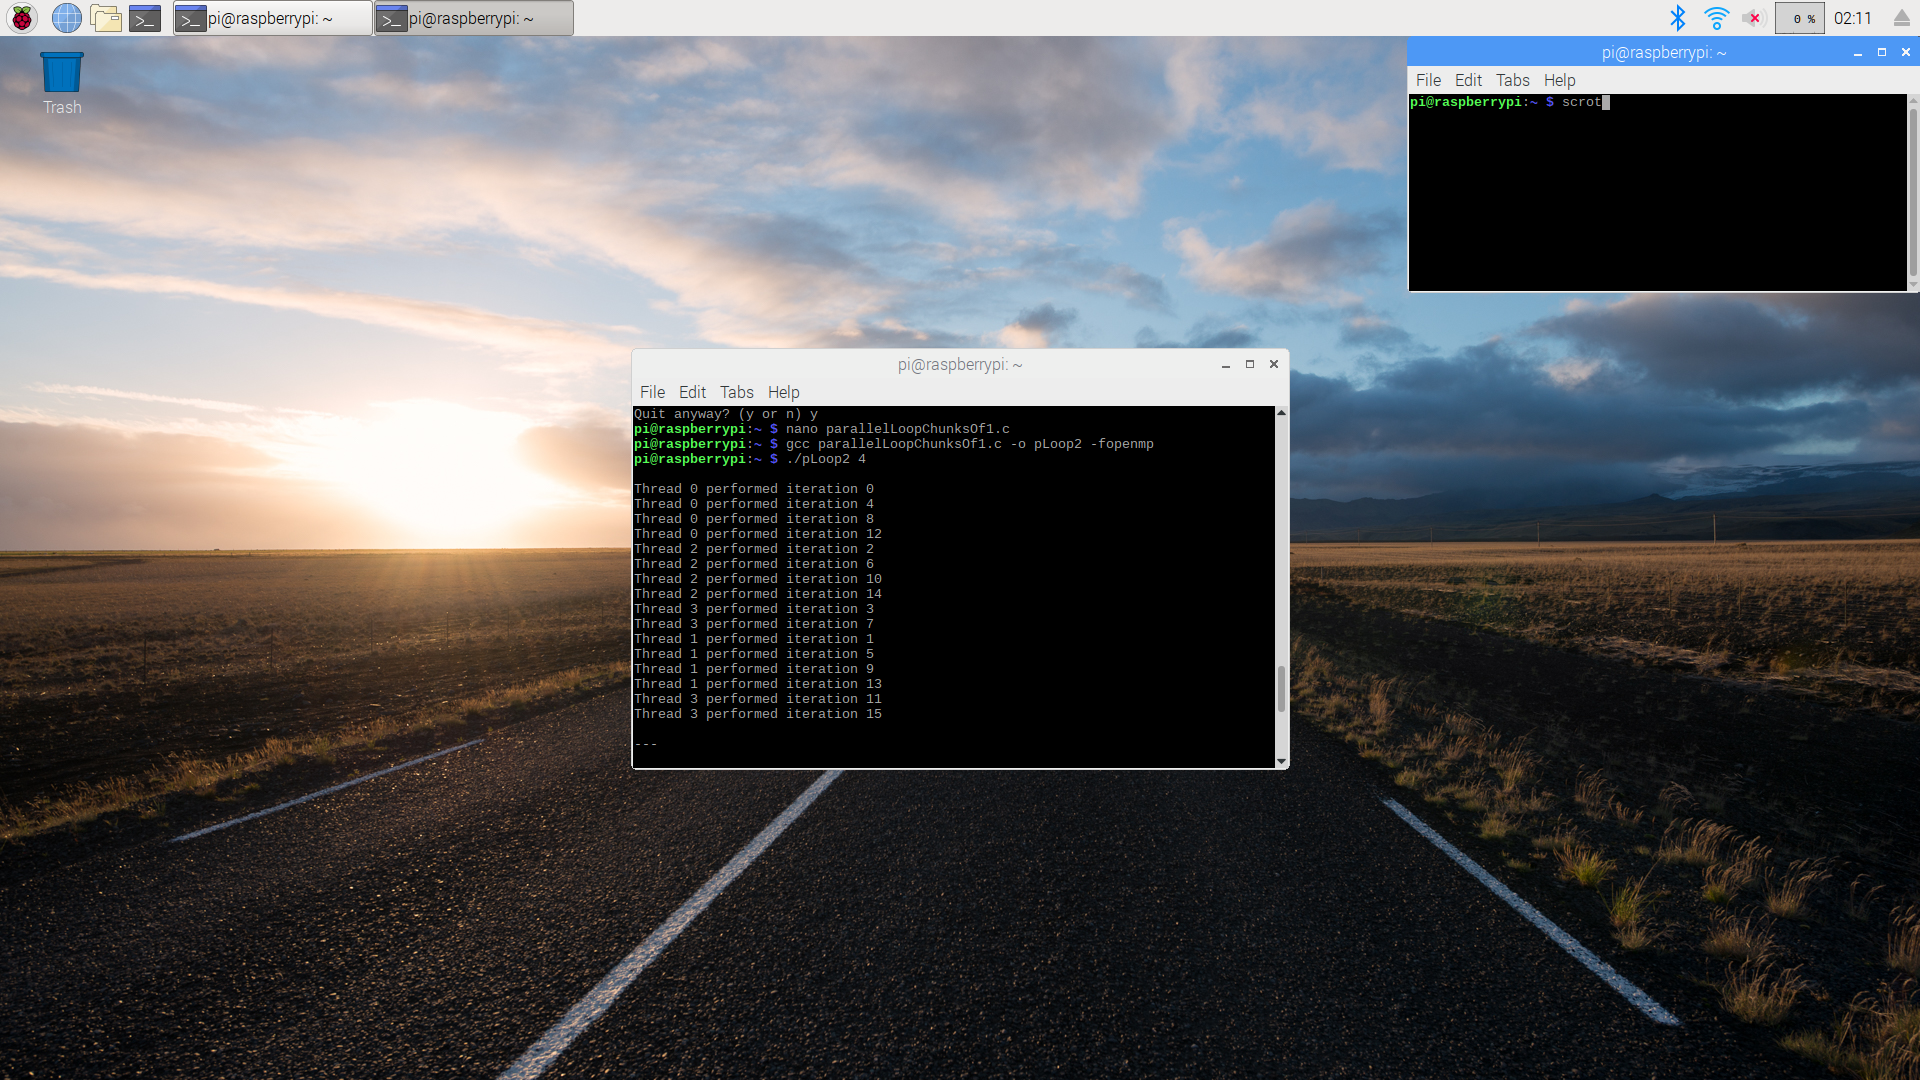 pi@raspberrypi: ~
pi@raspberrypi: ~
0 %
02:11
Trash
pi@raspberrypi: ~
File Edit Tabs Help
pi@raspberrypi:~ $ scrot
pi@raspberrypi: ~
File Edit Tabs Help
Quit anyway? (y or n) y
pi@raspberrypi:~ $ nano parallelLoopChunksOf1.c
pi@raspberrypi:~ $ gcc parallelLoopChunksOf1.c -o pLoop2 -fopenmp
pi@raspberrypi:~ $ ./pLoop2 4
Thread 0 performed iteration 0
Thread 0 performed iteration 4
Thread 0 performed iteration 8
Thread 0 performed iteration 12
Thread 2 performed iteration 2
Thread 2 performed iteration 6
Thread 2 performed iteration 10
Thread 2 performed iteration 14
Thread 3 performed iteration 3
Thread 3 performed iteration 7
Thread 1 performed iteration 1
Thread 1 performed iteration 5
Thread 1 performed iteration 9
Thread 1 performed iteration 13
Thread 3 performed iteration 11
Thread 3 performed iteration 15
---